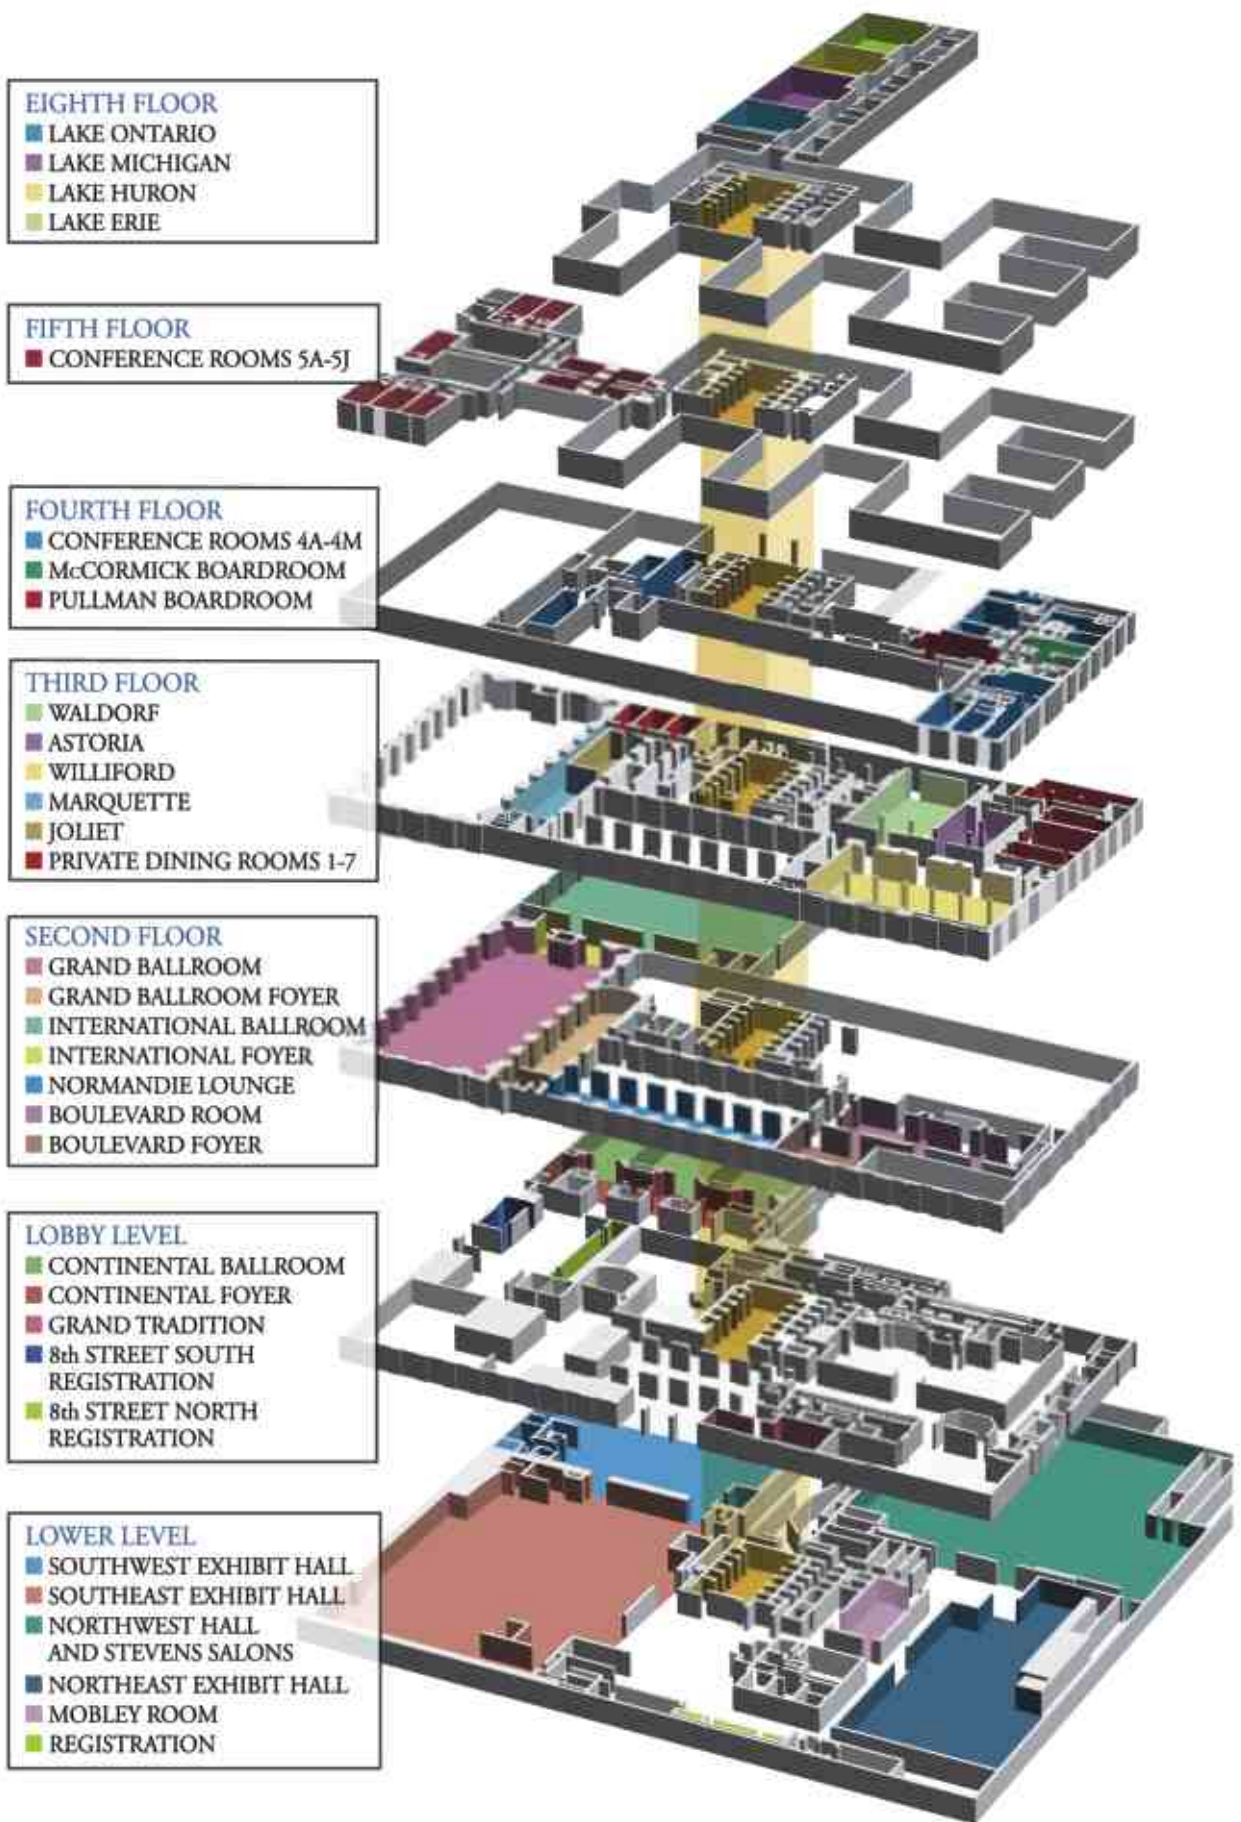 EIGHTH FLOOR
LAKE ONTARIO
LAKE MICHIGAN
LAKE HURON
LAKE ERIE
FIFTH FLOOR
CONFERENCE ROOMS 5A-5J
FOURTH FLOOR
CONFERENCE ROOMS 4A-4M
McCORMICK BOARDROOM
PULLMAN BOARDROOM
THIRD FLOOR
WALDORF
ASTORIA
WILLIFORD
MARQUETTE
JOLIET
PRIVATE DINING ROOMS 1-7
SECOND FLOOR
GRAND BALLROOM
GRAND BALLROOM FOYER
INTERNATIONAL BALLROOM
INTERNATIONAL FOYER
NORMANDIE LOUNGE
BOULEVARD ROOM
BOULEVARD FOYER
LOBBY LEVEL
CONTINENTAL BALLROOM
CONTINENTAL FOYER
GRAND TRADITION
8th STREET SOUTH
REGISTRATION
8th STREET NORTH
REGISTRATION
LOWER LEVEL
SOUTHWEST EXHIBIT HALL
SOUTHEAST EXHIBIT HALL
NORTHWEST HALL
AND STEVENS SALONS
NORTHEAST EXHIBIT HALL
MOBLEY ROOM
REGISTRATION